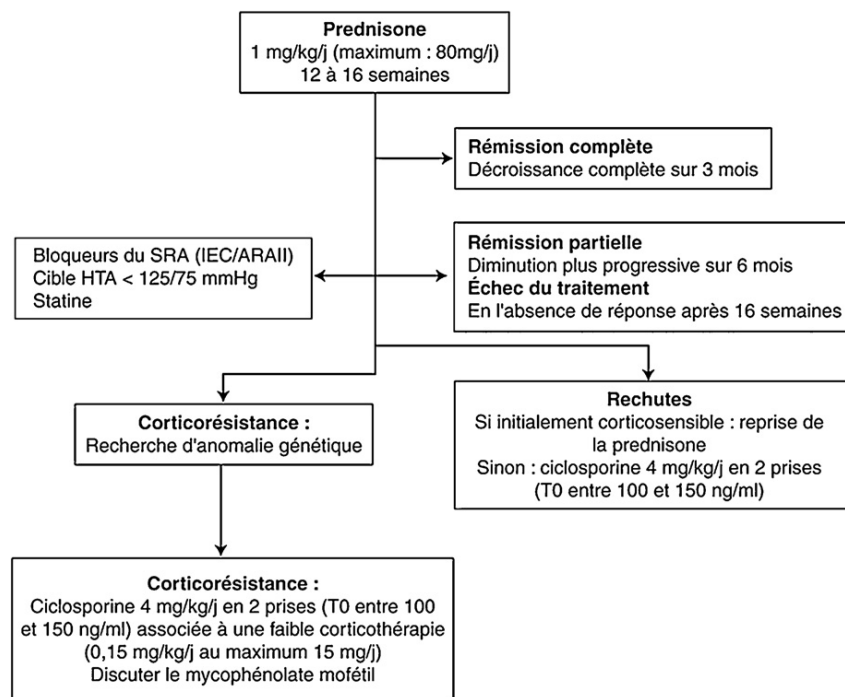 Prednisone
1 mg/kg/j (maximum : 80mg/j)
12 à 16 semaines
Rémission complète
Décroissance complète sur 3 mois
Bloqueurs du SRA (IEC/ARAII)
Cible HTA < 125/75 mmHg
Statine
Rémission partielle
Diminution plus progressive sur 6 mois
Échec du traitement
En l'absence de réponse après 16 semaines
Corticorésistance :
Recherche d'anomalie génétique
Rechutes
Si initialement corticosensible : reprise de
la prednisone
Sinon : ciclosporine 4 mg/kg/j en 2 prises
(T0 entre 100 et 150 ng/ml)
Corticorésistance :
Ciclosporine 4 mg/kg/j en 2 prises (T0 entre 100
et 150 ng/ml) associée à une faible corticothérapie
(0,15 mg/kg/j au maximum 15 mg/j)
Discuter le mycophénolate mofétil